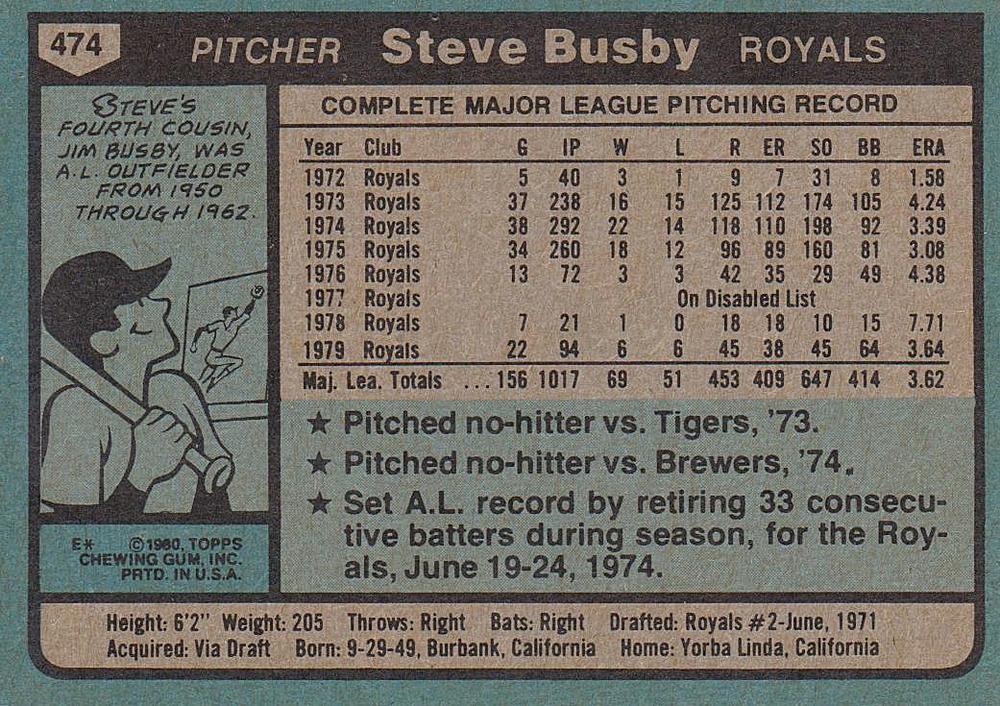 474 PITCHER Steve Busby ROYALS
STEVE'S
FOURTH COUSIN,
JIM BUSBY, WAS
A.L. OUTFIELDER
FROM 1950
THROUGH 1962.
E* ©1980, TOPPS
CHEWING GUM, INC.
PRTD. IN U.S.A.
COMPLETE MAJOR LEAGUE PITCHING RECORD
Year Club G IP W L R ER SO BB ERA
1972 Royals 5 40 3 1 9 7 31 8 1.58
1973 Royals 37 238 16 15 125 112 174 105 4.24
1974 Royals 38 292 22 14 118 110 198 92 3.39
1975 Royals 34 260 18 12 96 89 160 81 3.08
1976 Royals 13 72 3 3 42 35 29 49 4.38
1977 Royals On Disabled List
1978 Royals 7 21 1 0 18 18 10 15 7.71
1979 Royals 22 94 6 6 45 38 45 64 3.64
Maj. Lea. Totals ...156 1017 69 51 453 409 647 414 3.62
★ Pitched no-hitter vs. Tigers, '73.
★ Pitched no-hitter vs. Brewers, '74.
★ Set A.L. record by retiring 33 consecu-
tive batters during season, for the Roy-
als, June 19-24, 1974.
Height: 6'2" Weight: 205 Throws: Right Bats: Right Drafted: Royals #2-June, 1971
Acquired: Via Draft Born: 9-29-49, Burbank, California Home: Yorba Linda, California